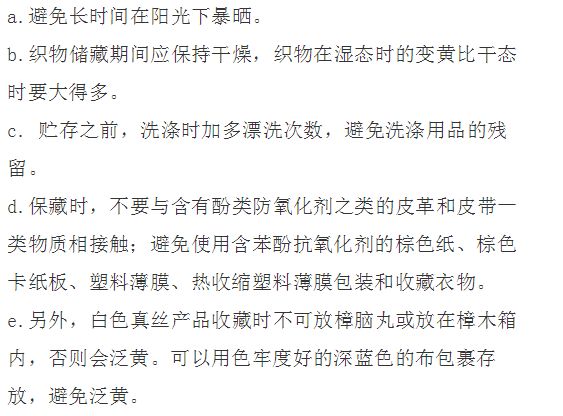 a.避免长时间在阳光下暴晒。
b.织物储藏期间应保持干燥，织物在湿态时的变黄比干态
时要大得多。
c. 贮存之前，洗涤时加多漂洗次数，避免洗涤用品的残
留。
d.保藏时，不要与含有酚类防氧化剂之类的皮革和皮带一
类物质相接触；避免使用含苯酚抗氧化剂的棕色纸、棕色
卡纸板、塑料薄膜、热收缩塑料薄膜包装和收藏衣物。
e.另外，白色真丝产品收藏时不可放樟脑丸或放在樟木箱
内，否则会泛黄。可以用色牢度好的深蓝色的布包裹存
放，避免泛黄。